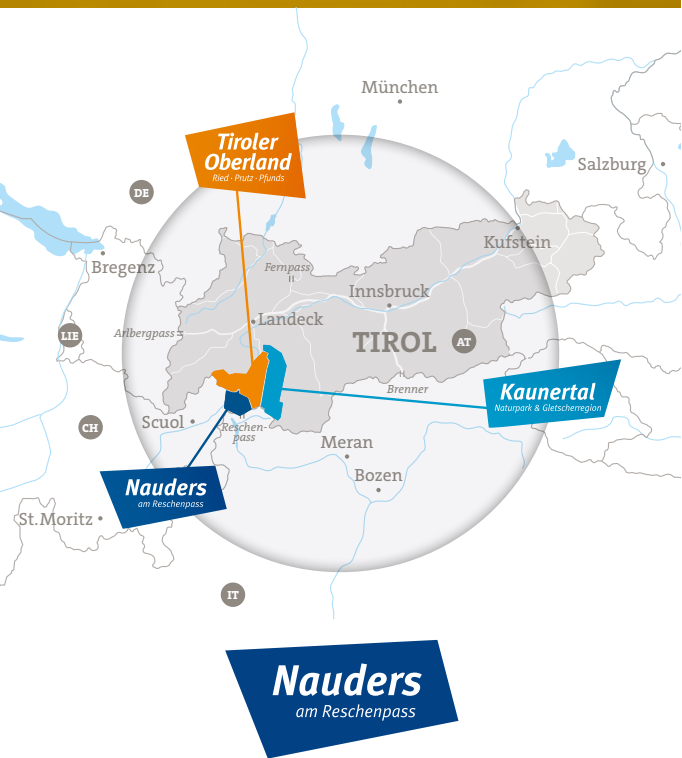 München
Tiroler
Oberland
Ried · Prutz · Pfunds
Salzburg
DE
Kufstein
Bregenz
Fernpass
Innsbruck
Landeck
Arlbergpass
LIE
TIROL
AT
Brenner
Kaunertal
Naturpark & Gletscherregion
Scuol
CH
Reschen-
pass
Meran
Bozen
Nauders
am Reschenpass
St.Moritz
IT
Nauders
am Reschenpass